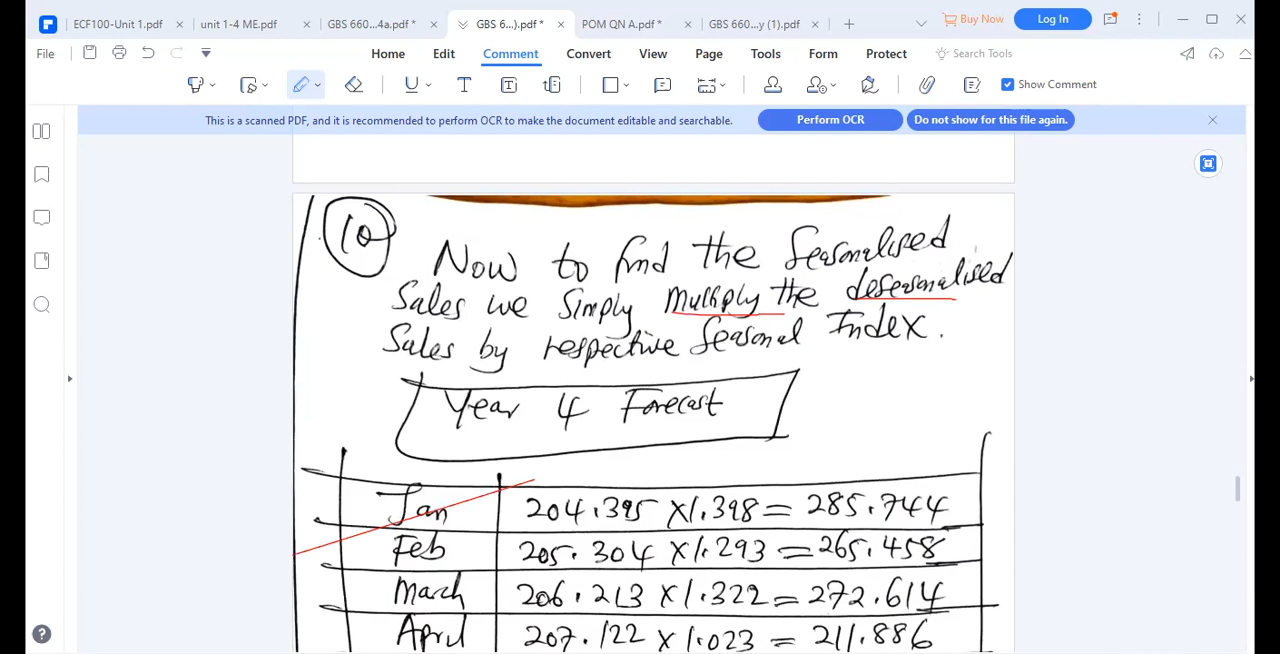 ECF100-Unit 1.pdf × unit 1-4 ME.pdf × GBS 660...4a.pdf * × GBS 6...).pdf * × POM QN A.pdf * × GBS 660...y (1).pdf × + Buy Now Log In
File Home Edit Comment Convert View Page Tools Form Protect Search Tools
Show Comment
This is a scanned PDF, and it is recommended to perform OCR to make the document editable and searchable. Perform OCR Do not show for this file again.
10
Now to find the Seasonalised
Sales we simply Multiply the deseasonalised
Sales by respective Seasonal Index.
Year 4 Forecast
Jan 204.395 X1.398 = 285.744
Feb 205.304 X1.293 = 265.458
March 206.213 X1.322 = 272.614
April 207.122 X1.023 = 211.886